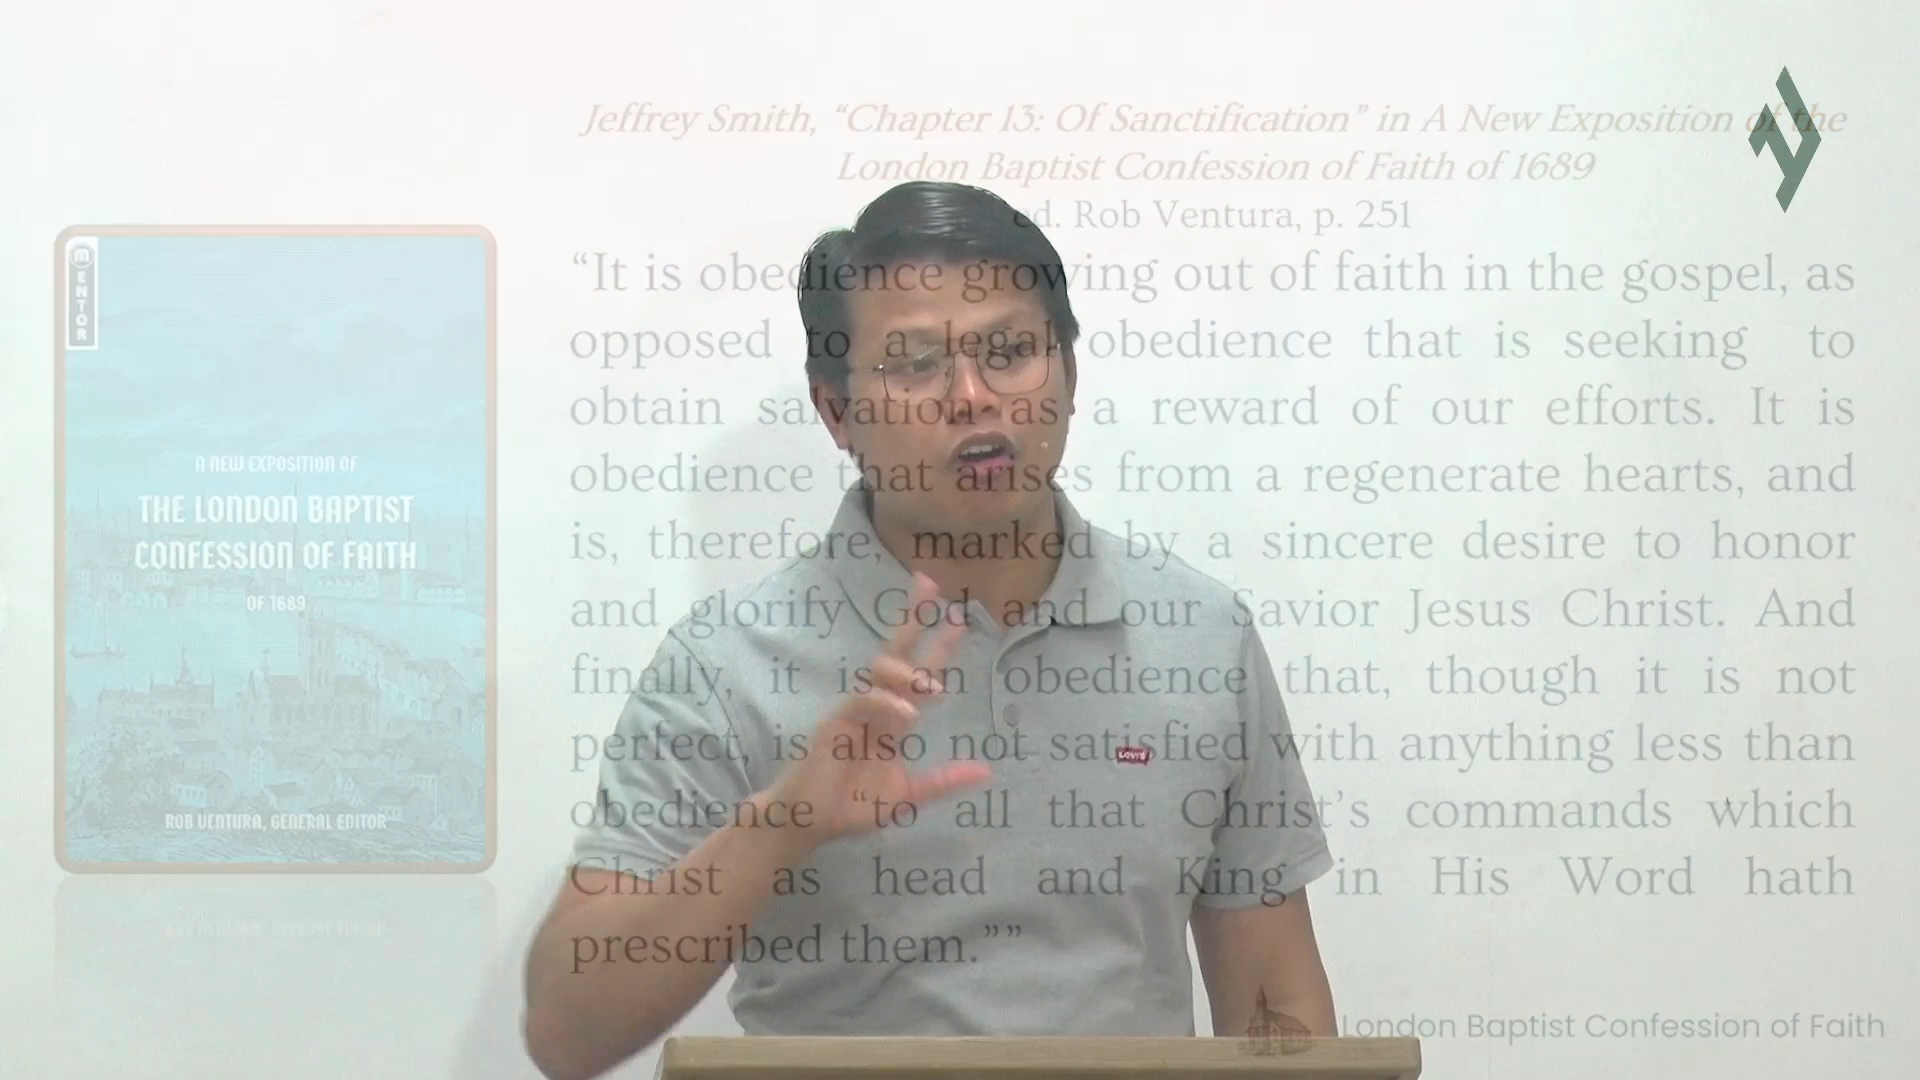 Jeffrey Smith, “Chapter 13: Of Sanctification” in A New Exposition of the
London Baptist Confession of Faith of 1689
ed. Rob Ventura, p. 251
“It is obedience growing out of faith in the gospel, as
opposed to a legal obedience that is seeking to
obtain salvation as a reward of our efforts. It is
obedience that arises from a regenerate hearts, and
is, therefore, marked by a sincere desire to honor
and glorify God and our Savior Jesus Christ. And
finally, it is an obedience that, though it is not
perfect, is also not satisfied with anything less than
obedience “to all that Christ’s commands which
Christ as head and King in His Word hath
prescribed them.””
MENTOR
A NEW EXPOSITION OF
THE LONDON BAPTIST
CONFESSION OF FAITH
OF 1689
ROB VENTURA, GENERAL EDITOR
Levi's
London Baptist Confession of Faith